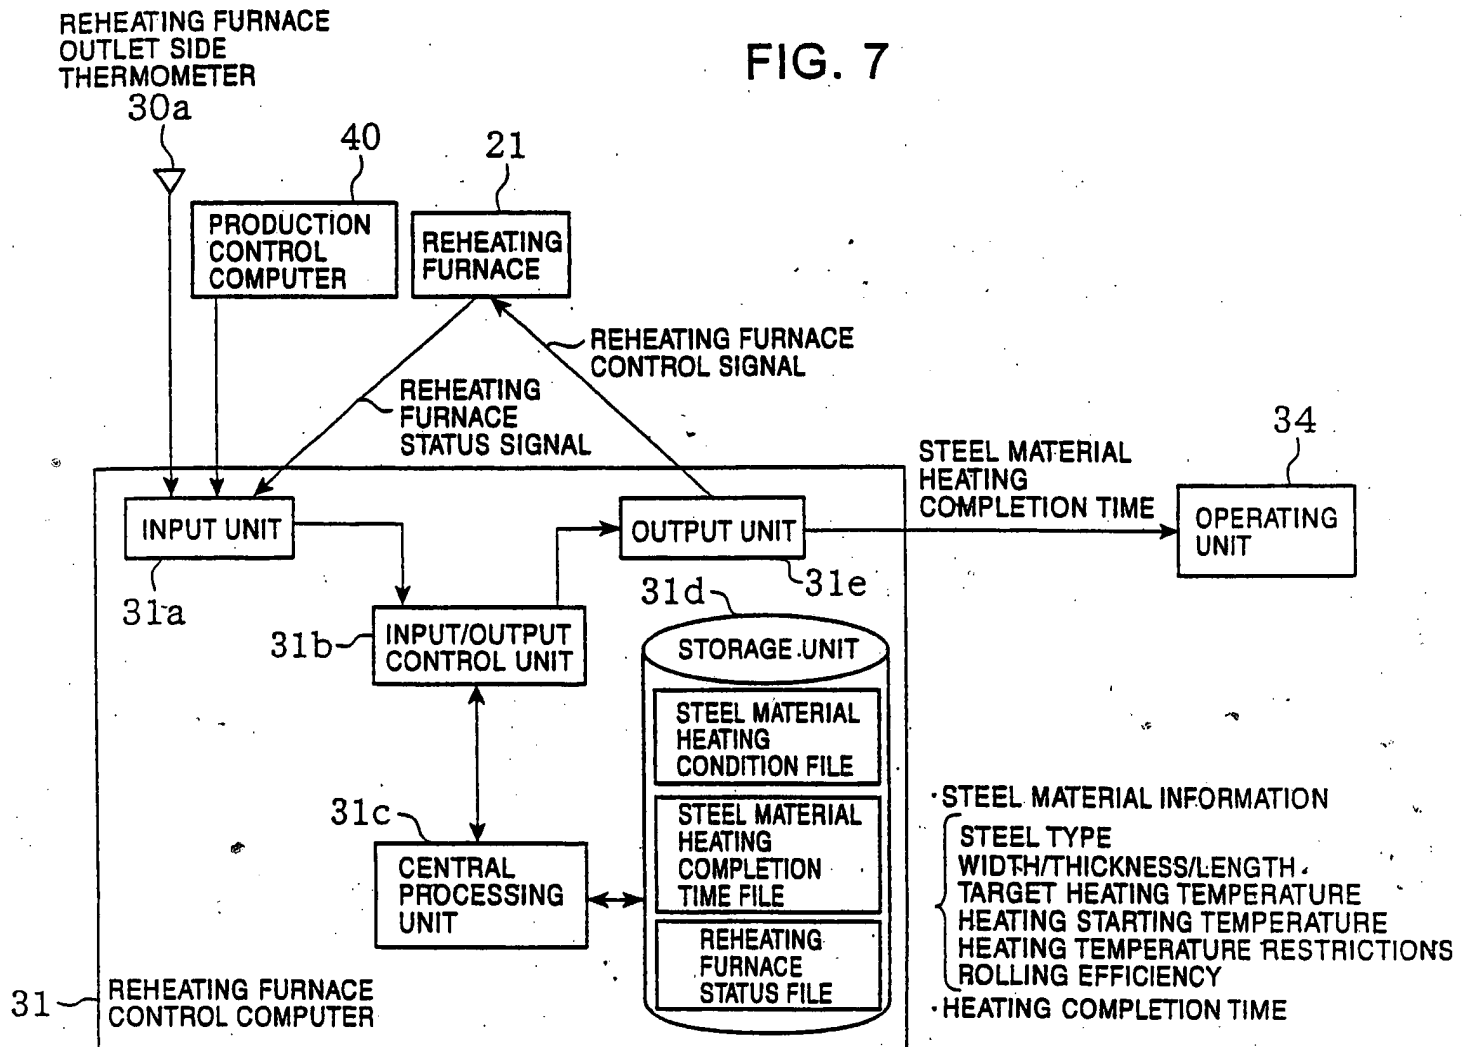 REHEATING FURNACE
OUTLET SIDE
THERMOMETER
30a
FIG. 7
40
21
PRODUCTION
CONTROL
COMPUTER
REHEATING
FURNACE
REHEATING FURNACE
CONTROL SIGNAL
REHEATING
FURNACE
STATUS SIGNAL
STEEL MATERIAL
HEATING
COMPLETION TIME
34
INPUT UNIT
OUTPUT UNIT
OPERATING
UNIT
31a
31e
31d
31b
INPUT/OUTPUT
CONTROL UNIT
STORAGE UNIT
STEEL MATERIAL
HEATING
CONDITION FILE
31c
CENTRAL
PROCESSING
UNIT
STEEL MATERIAL
HEATING
COMPLETION
TIME FILE
REHEATING
FURNACE
STATUS FILE
·STEEL MATERIAL INFORMATION
STEEL TYPE
WIDTH/THICKNESS/LENGTH
TARGET HEATING TEMPERATURE
HEATING STARTING TEMPERATURE
HEATING TEMPERATURE RESTRICTIONS
ROLLING EFFICIENCY
·HEATING COMPLETION TIME
31
REHEATING FURNACE
CONTROL COMPUTER